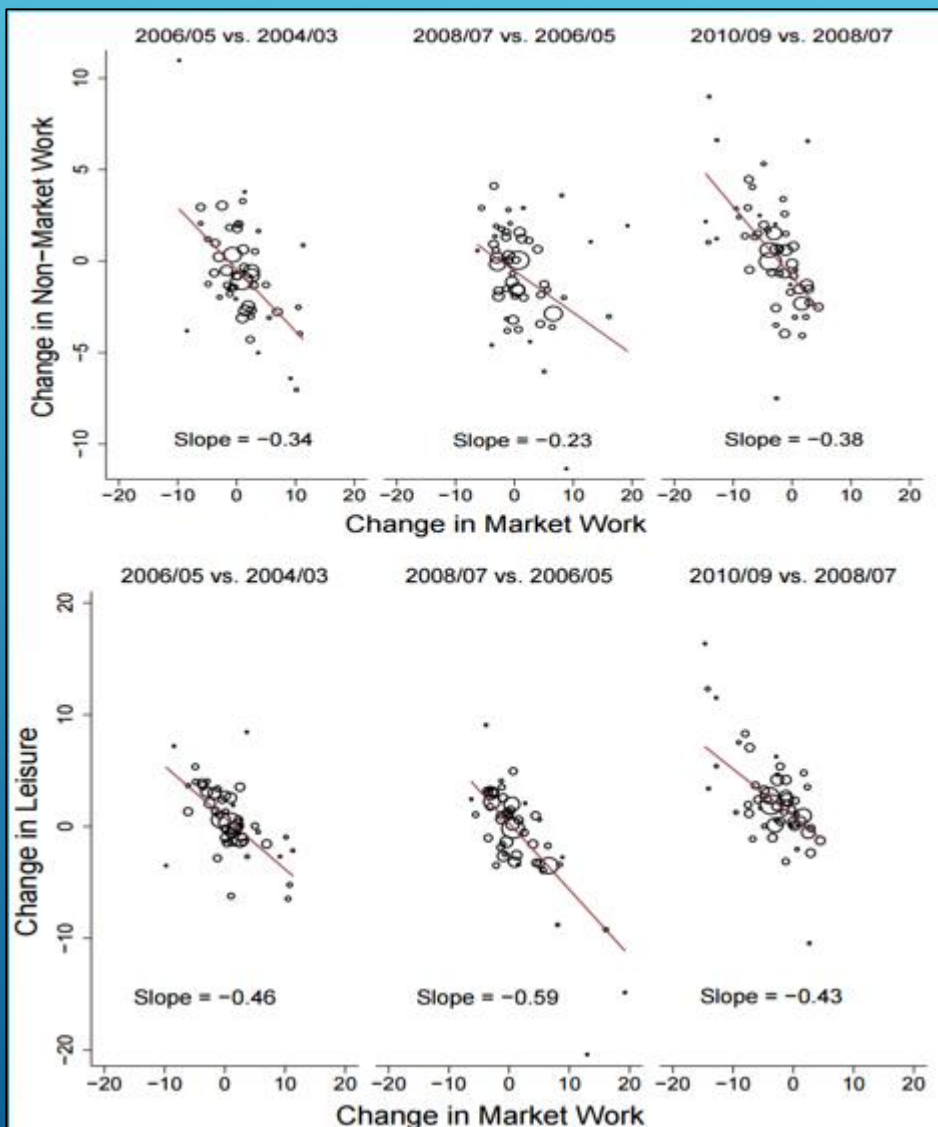 2006/05 vs. 2004/03 2008/07 vs. 2006/05 2010/09 vs. 2008/07
Change in Non-Market Work
10
5
0
−5
−10
Slope = −0.34 Slope = −0.23 Slope = −0.38
−20 −10 0 10 20 −20 −10 0 10 20 −20 −10 0 10 20
Change in Market Work
2006/05 vs. 2004/03 2008/07 vs. 2006/05 2010/09 vs. 2008/07
Change in Leisure
20
10
0
−10
−20
Slope = −0.46 Slope = −0.59 Slope = −0.43
−20 −10 0 10 20 −20 −10 0 10 20 −20 −10 0 10 20
Change in Market Work